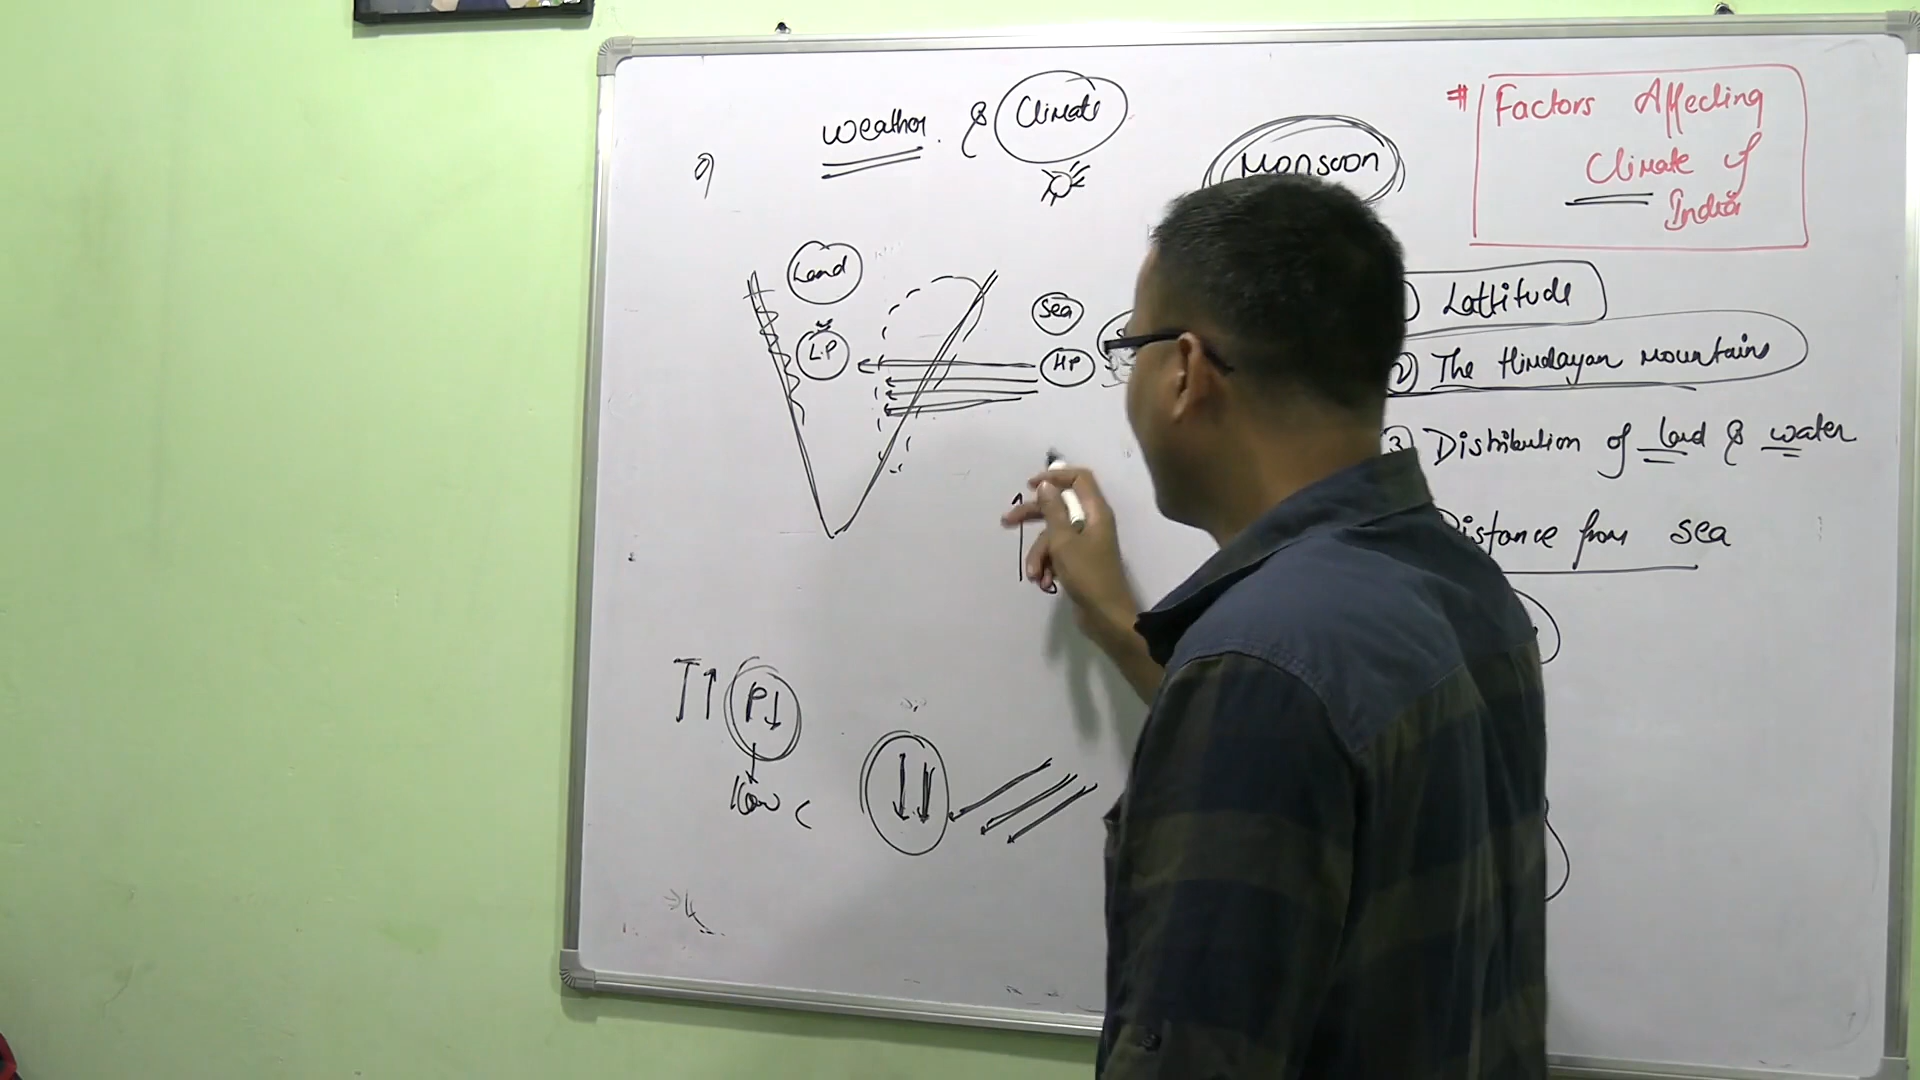 Weather & Climate
Monsoon
# Factors Affecting
Climate of
India
Land
L.P
Sea
HP
Lattitude
2) The Himalayan mountains
3 Distribution of land & water
Distance from sea
T↑ P↓
low